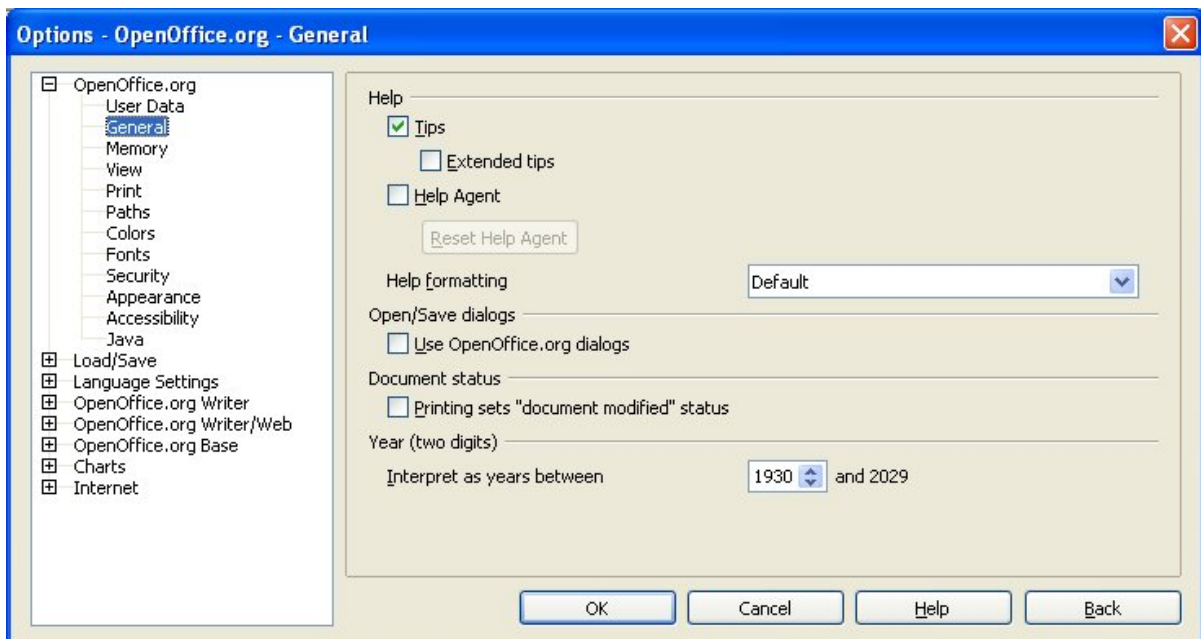 Options - OpenOffice.org - General
OpenOffice.org
User Data
General
Memory
View
Print
Paths
Colors
Fonts
Security
Appearance
Accessibility
Java
Load/Save
Language Settings
OpenOffice.org Writer
OpenOffice.org Writer/Web
OpenOffice.org Base
Charts
Internet
Help
Tips
Extended tips
Help Agent
Reset Help Agent
Help formatting Default
Open/Save dialogs
Use OpenOffice.org dialogs
Document status
Printing sets "document modified" status
Year (two digits)
Interpret as years between 1930 and 2029
OK Cancel Help Back